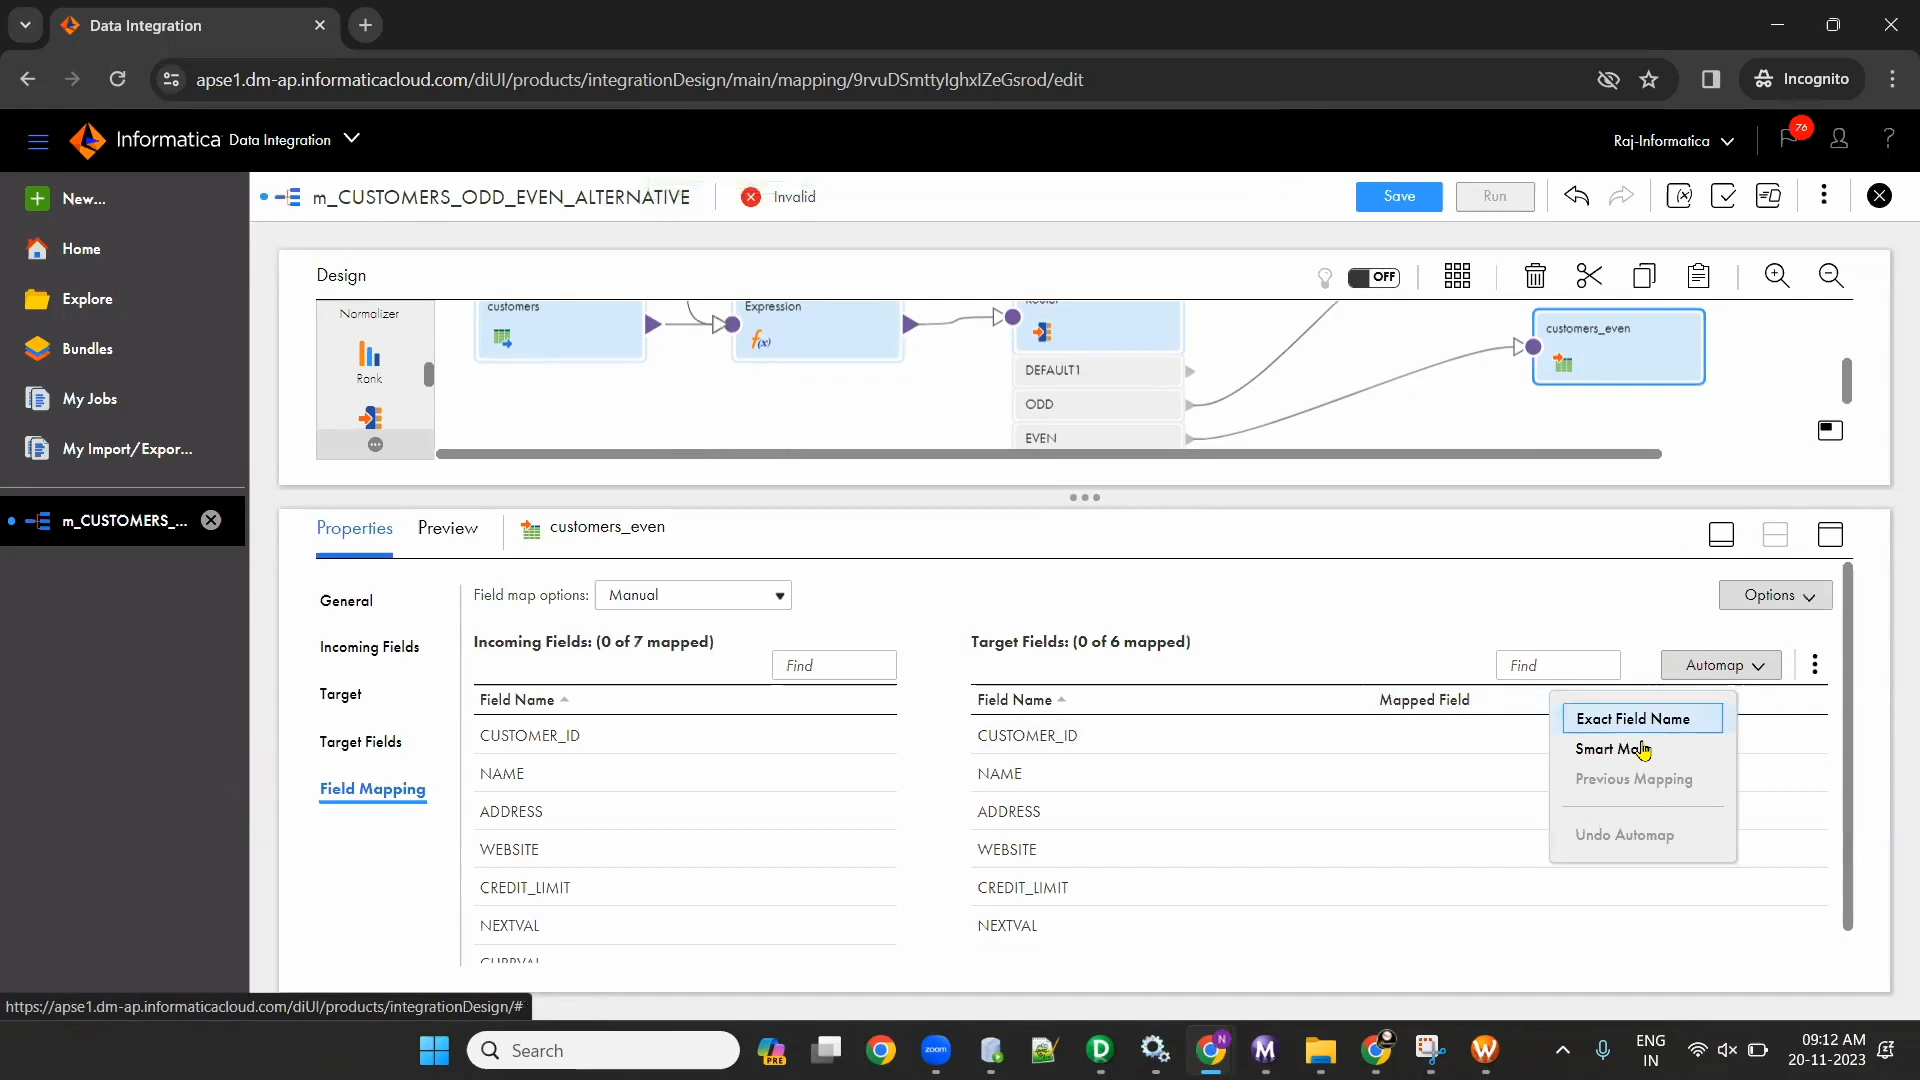 Data Integration
apse1.dm-ap.informaticacloud.com/diUI/products/integrationDesign/main/mapping/9rvuDSmttylghxlZeGsrod/edit
Incognito
Informatica Data Integration
Raj-Informatica
76
New...
m_CUSTOMERS_ODD_EVEN_ALTERNATIVE
Invalid
Save
Run
Home
Explore
Bundles
My Jobs
My Import/Expor...
m_CUSTOMERS_...
Design
OFF
Normalizer
Rank
customers
Expression
f(x)
DEFAULT1
ODD
EVEN
customers_even
Properties
Preview
customers_even
General
Incoming Fields
Target
Target Fields
Field Mapping
Field map options: Manual
Options
Incoming Fields: (0 of 7 mapped)
Find
Field Name
CUSTOMER_ID
NAME
ADDRESS
WEBSITE
CREDIT_LIMIT
NEXTVAL
CURRVAL
Target Fields: (0 of 6 mapped)
Find
Automap
Field Name
Mapped Field
CUSTOMER_ID
NAME
ADDRESS
WEBSITE
CREDIT_LIMIT
NEXTVAL
Exact Field Name
Smart Map
Previous Mapping
Undo Automap
https://apse1.dm-ap.informaticacloud.com/diUI/products/integrationDesign/#
Search
PRE
zoom
ENG
IN
09:12 AM
20-11-2023